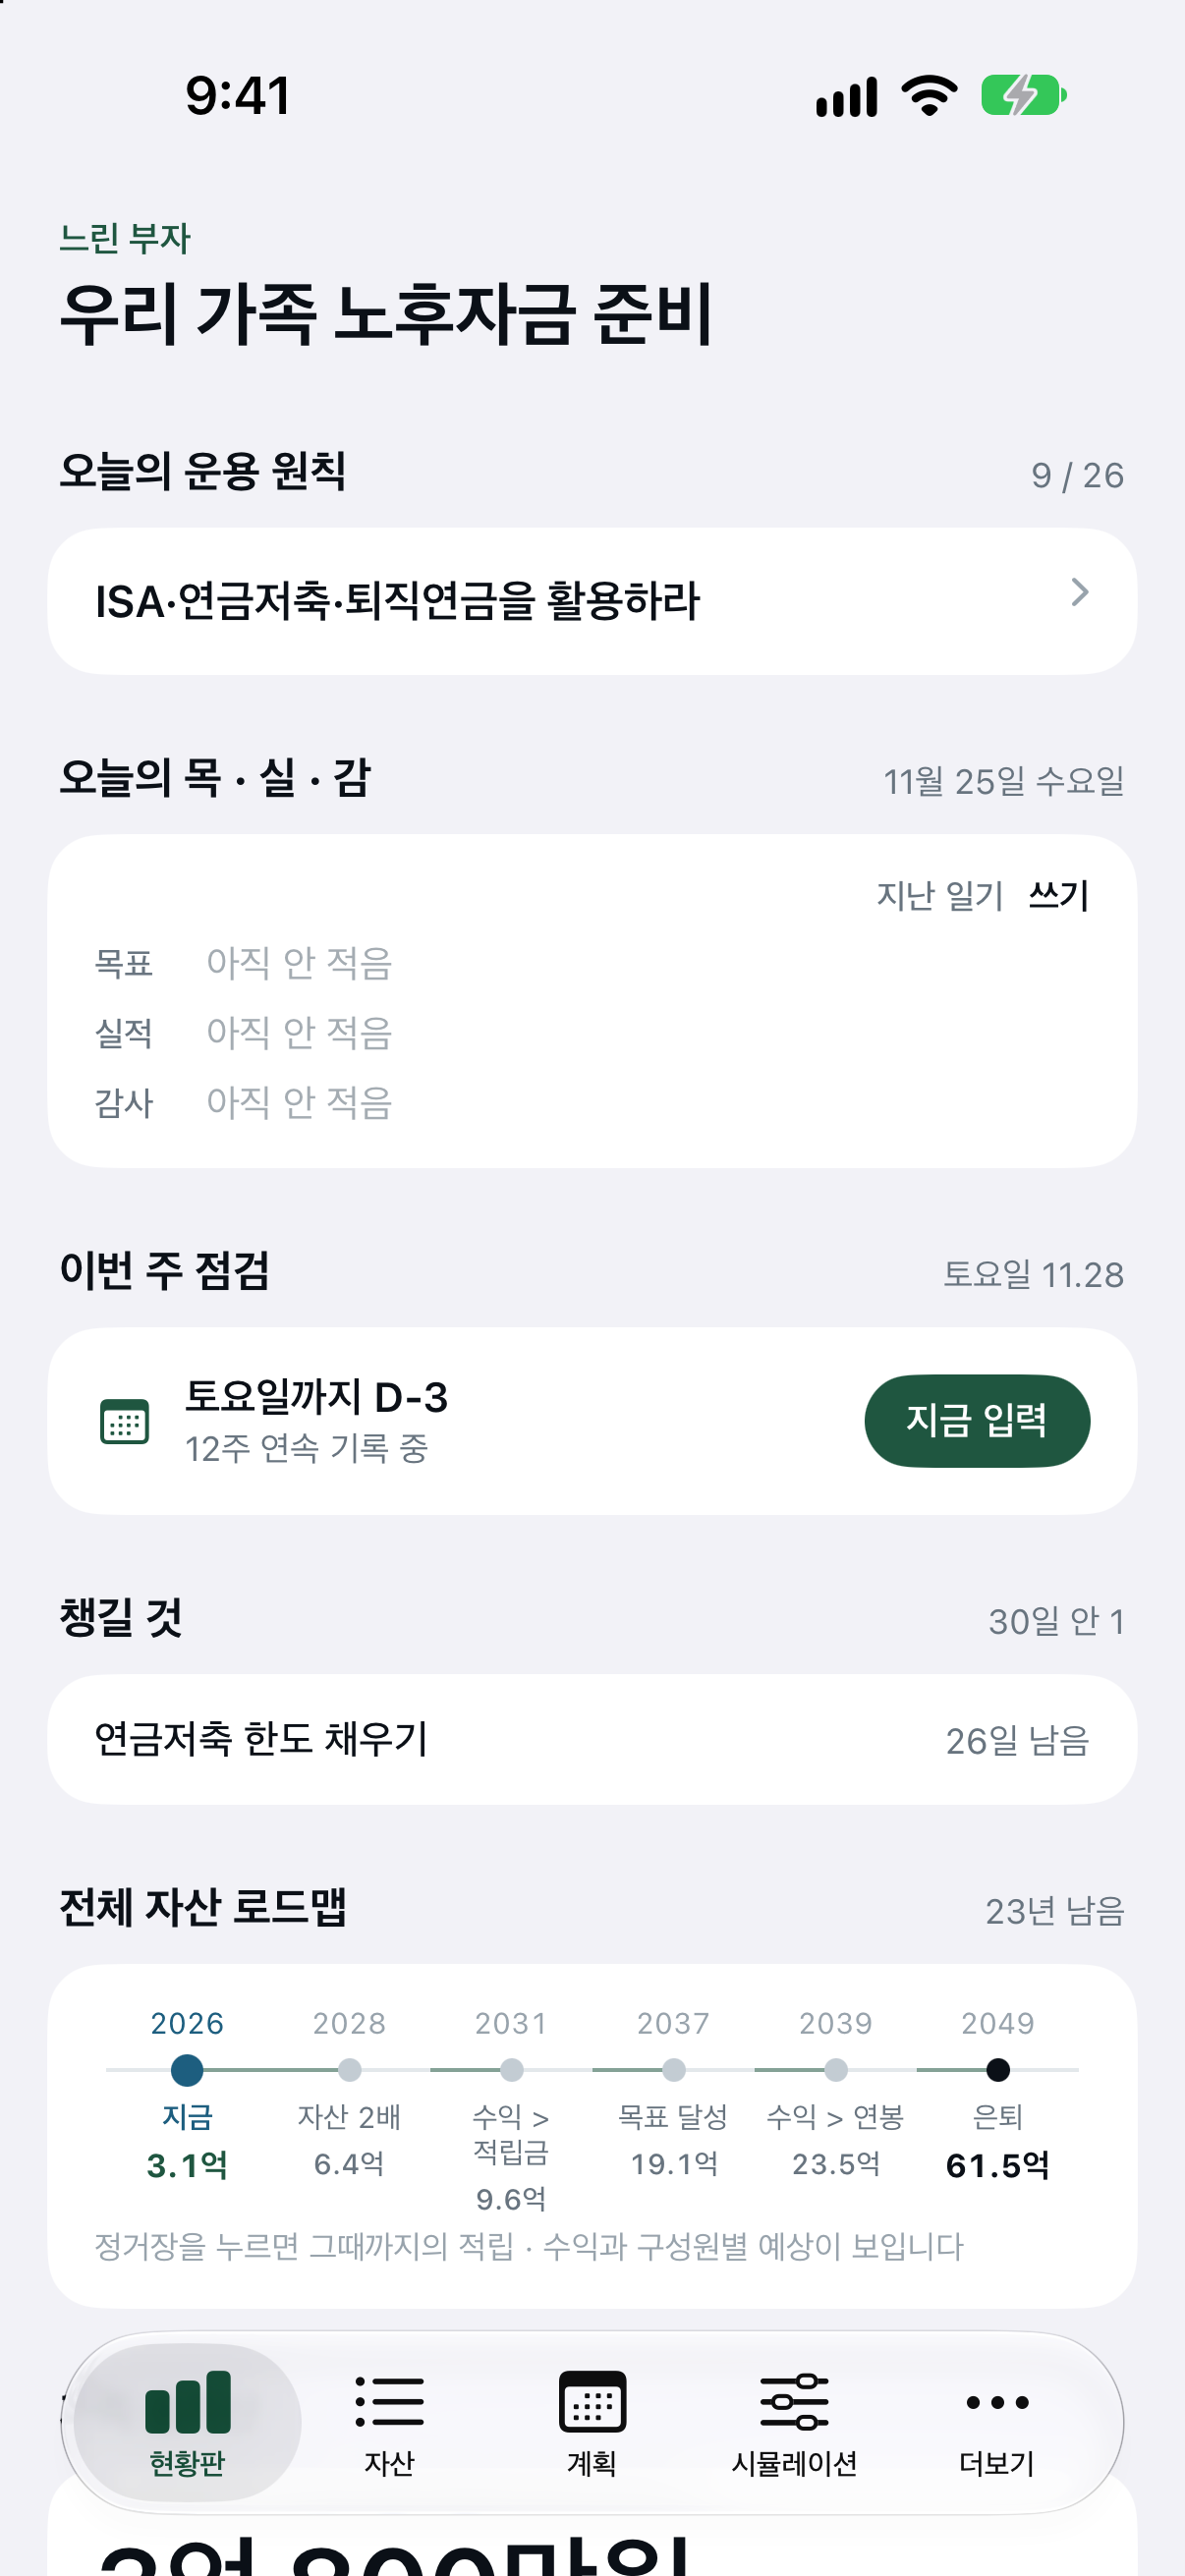 9:41
느린 부자
우리 가족 노후자금 준비
오늘의 운용 원칙
9 / 26
ISA·연금저축·퇴직연금을 활용하라
오늘의 목 · 실 · 감
11월 25일 수요일
지난 일기 쓰기
목표 아직 안 적음
실적 아직 안 적음
감사 아직 안 적음
이번 주 점검
토요일 11.28
토요일까지 D-3
12주 연속 기록 중
지금 입력
챙길 것
30일 안 1
연금저축 한도 채우기
26일 남음
전체 자산 로드맵
23년 남음
2026 2028 2031 2037 2039 2049
지금 자산 2배 수익 > 목표 달성 수익 > 연봉 은퇴
적립금
3.1억 6.4억 9.6억 19.1억 23.5억 61.5억
정거장을 누르면 그때까지의 적립 · 수익과 구성원별 예상이 보입니다
현황판 자산 계획 시뮬레이션 더보기